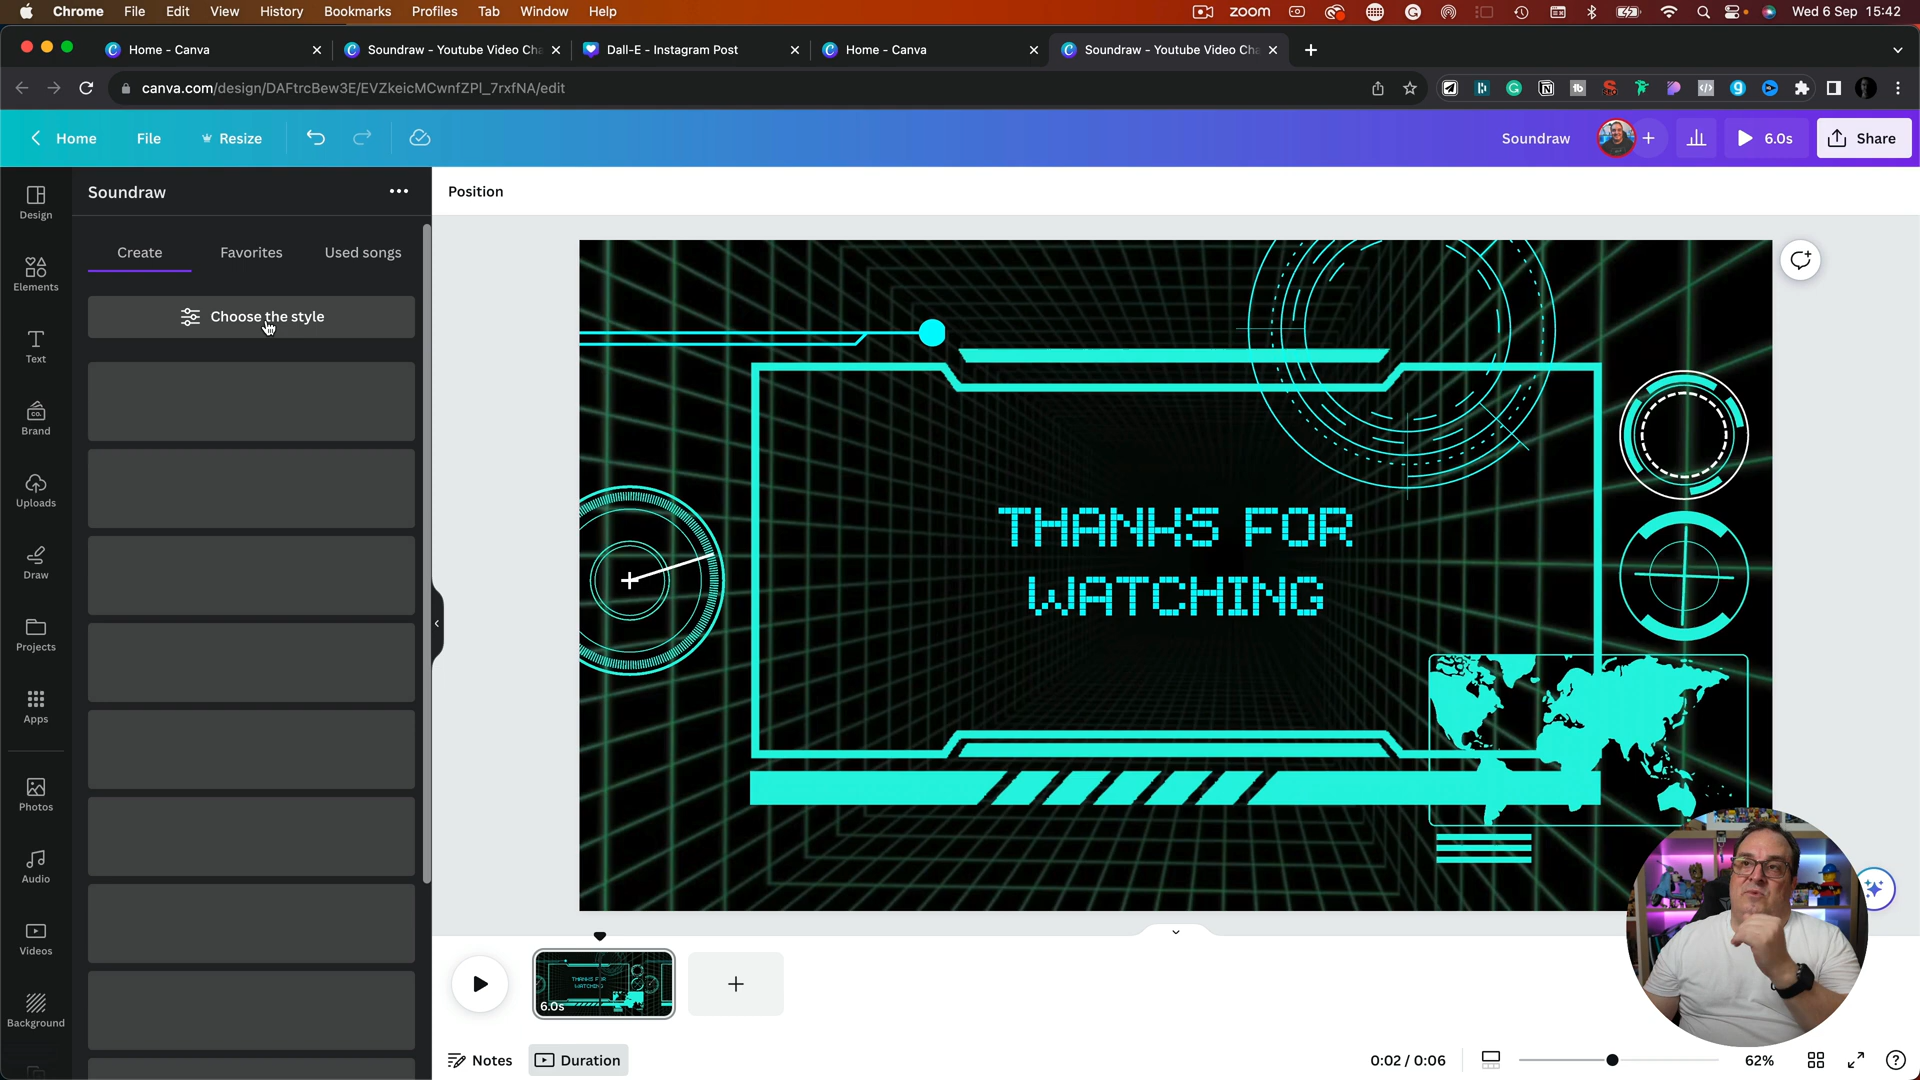 Chrome File Edit View History Bookmarks Profiles Tab Window Help zoom Wed 6 Sep 15:42
Home - Canva Soundraw - Youtube Video Cha Dall-E - Instagram Post Home - Canva Soundraw - Youtube Video Cha
canva.com/design/DAFtrcBew3E/EVZkeicMCwnfZPl_7rxfNA/edit
Home File Resize Soundraw 6.0s Share
Design
Elements
Text
Brand
Uploads
Draw
Projects
Apps
Photos
Audio
Videos
Background
Soundraw
Create Favorites Used songs
Choose the style
Position
THANKS FOR
WATCHING
6.0s
Notes Duration 0:02 / 0:06 62%